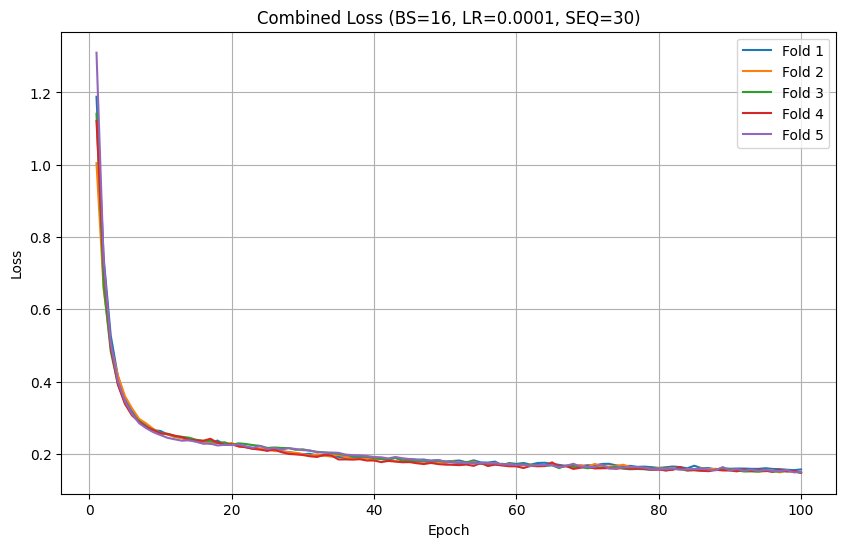 Combined Loss (BS=16, LR=0.0001, SEQ=30)
Fold 1
Fold 2
Fold 3
Fold 4
Fold 5
Loss
1.2
1.0
0.8
0.6
0.4
0.2
0 20 40 60 80 100
Epoch